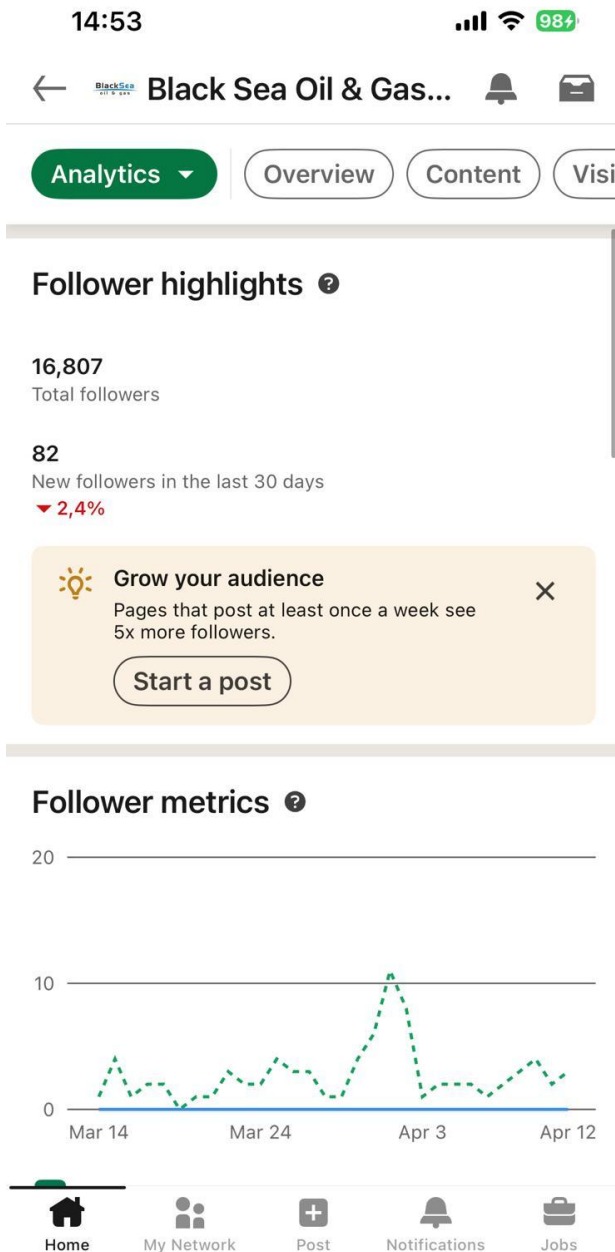 14:53
98
BlackSea
oil & gas
Black Sea Oil & Gas...
Analytics
Overview
Content
Visi
Follower highlights
16,807
Total followers
82
New followers in the last 30 days
2,4%
Grow your audience
Pages that post at least once a week see
5x more followers.
Start a post
Follower metrics
20
10
0
Mar 14
Mar 24
Apr 3
Apr 12
Home
My Network
Post
Notifications
Jobs